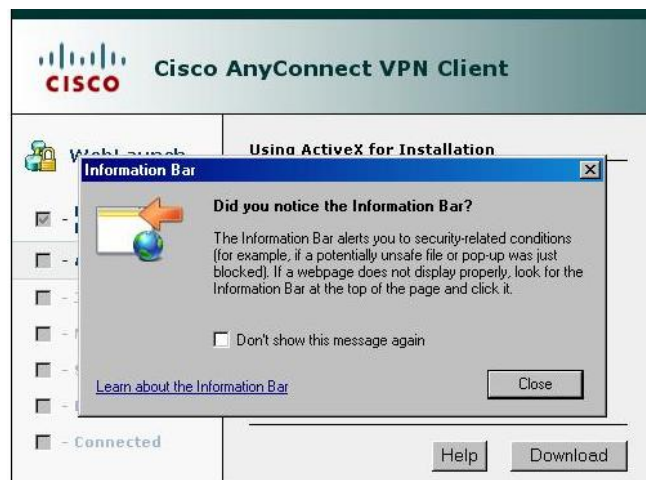 CISCO
Cisco AnyConnect VPN Client
Using ActiveX for Installation
Information Bar
Did you notice the Information Bar?
The Information Bar alerts you to security-related conditions
(for example, if a potentially unsafe file or pop-up was just
blocked). If a webpage does not display properly, look for the
Information Bar at the top of the page and click it.
Don't show this message again
Learn about the Information Bar
Close
- Connected
Help
Download